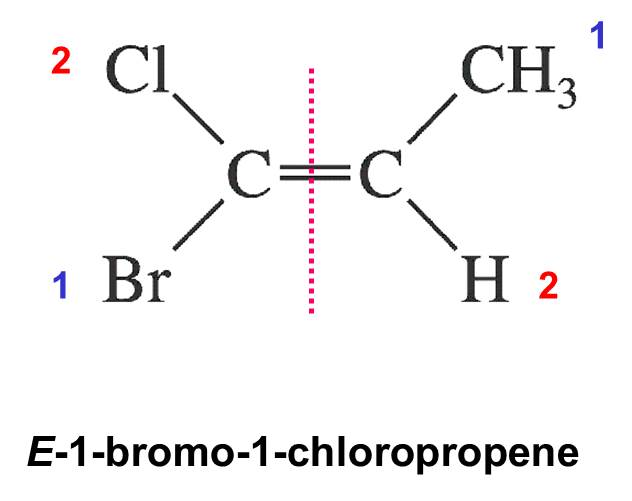 2 Cl CH₃ 1
C=C
1 Br H 2
E-1-bromo-1-chloropropene